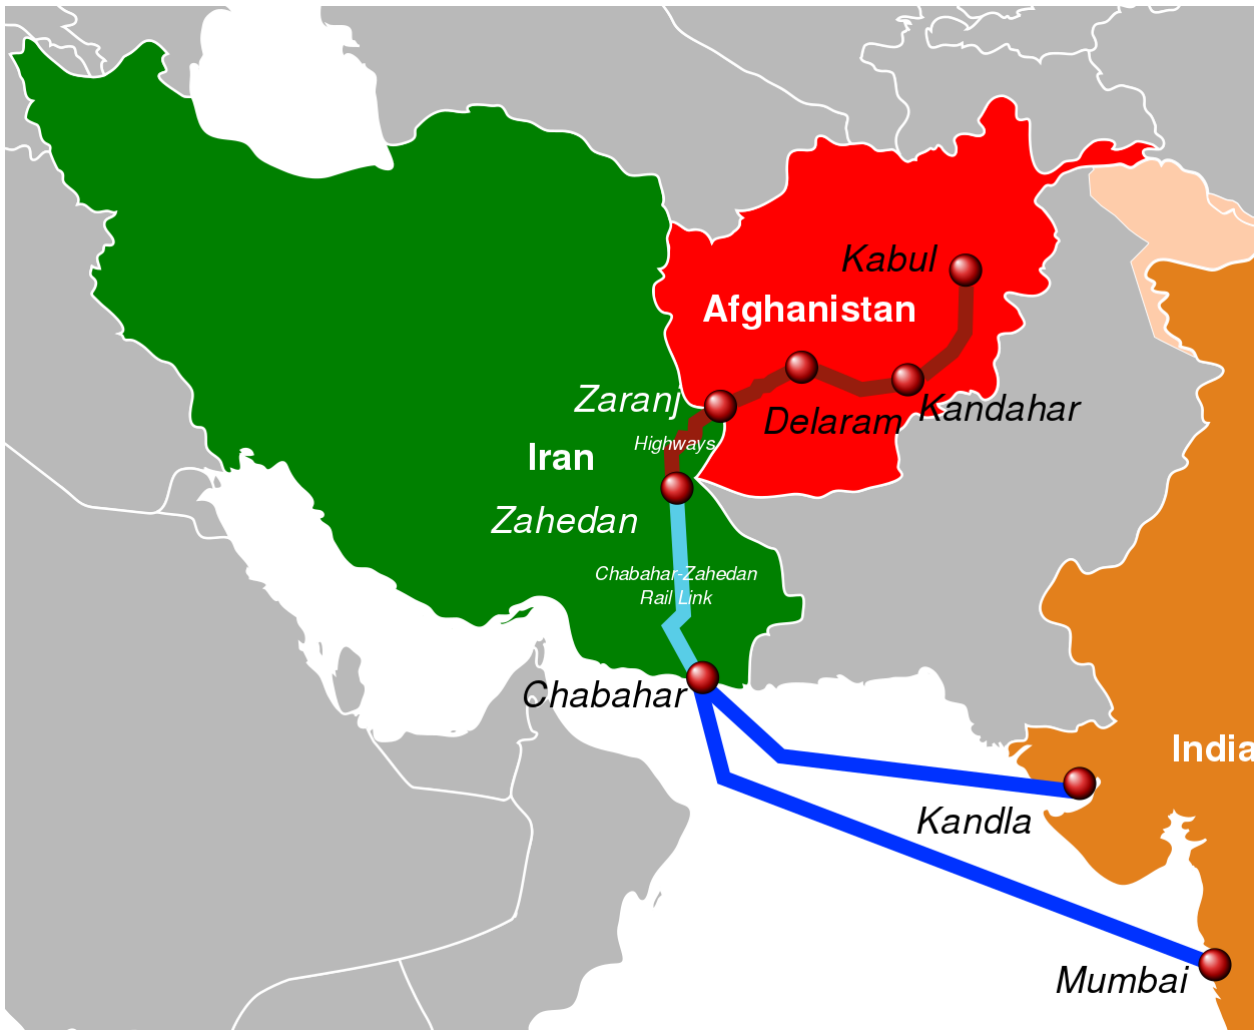 Kabul
Afghanistan
Zaranj
Delaram
Kandahar
Highways
Iran
Zahedan
Chabahar-Zahedan
Rail Link
Chabahar
India
Kandla
Mumbai